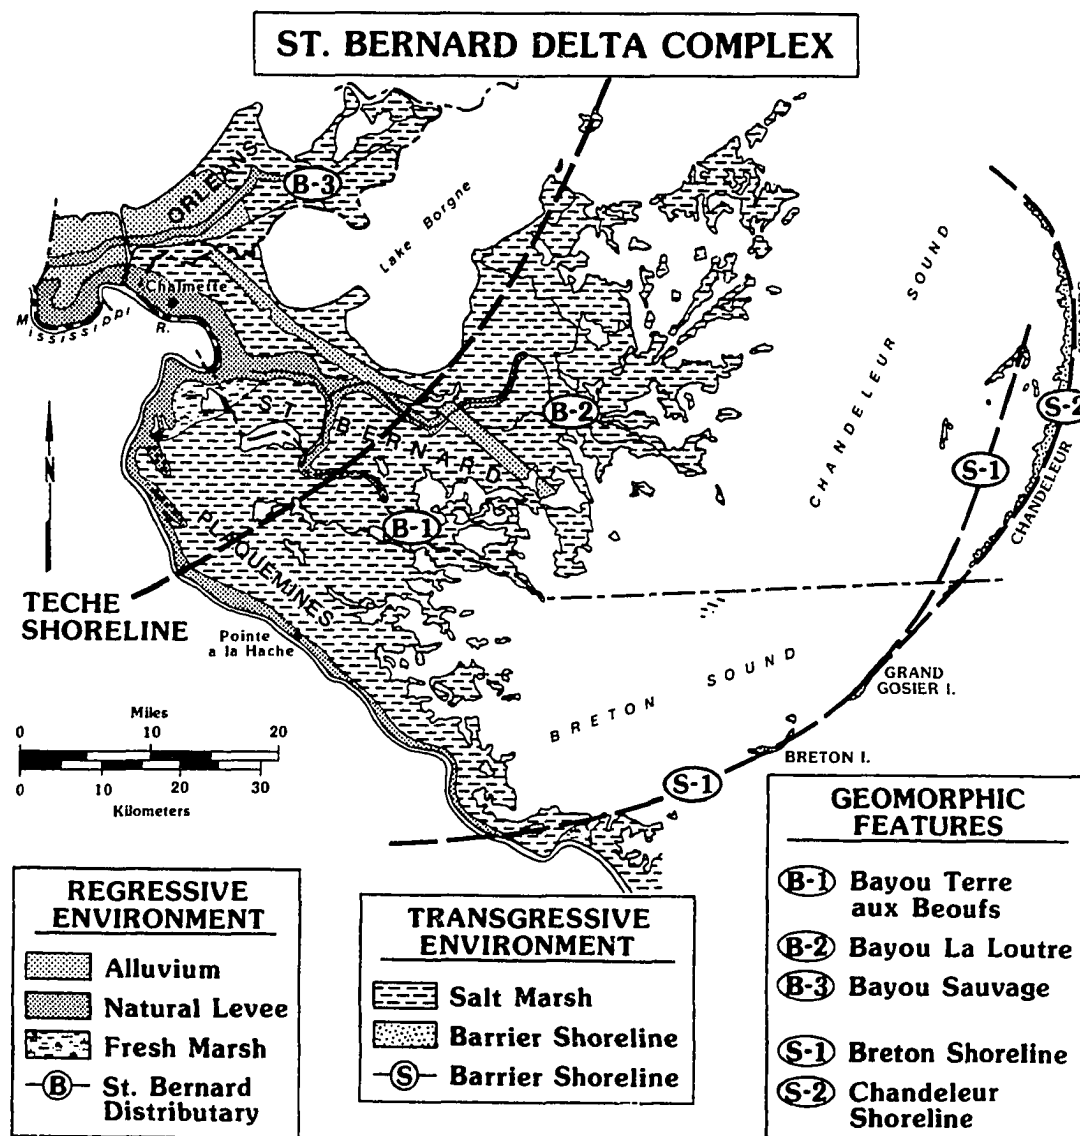 ST. BERNARD DELTA COMPLEX
ORLEANS
B-3
Lake Borgne
CHANDELEUR SOUND
Chalmette
Mississippi R.
ST. BERNARD
B-2
S-2
S-1
CHANDELEUR
N
B-1
PLAQUEMINES
TECHE
SHORELINE
Pointe
a la Hache
BRETON SOUND
GRAND
GOSIER I.
BRETON I.
S-1
Miles
0 10 20
0 10 20 30
Kilometers
REGRESSIVE
ENVIRONMENT
Alluvium
Natural Levee
Fresh Marsh
B St. Bernard
Distributary
TRANSGRESSIVE
ENVIRONMENT
Salt Marsh
Barrier Shoreline
S Barrier Shoreline
GEOMORPHIC
FEATURES
B-1 Bayou Terre
aux Beoufs
B-2 Bayou La Loutre
B-3 Bayou Sauvage
S-1 Breton Shoreline
S-2 Chandeleur
Shoreline